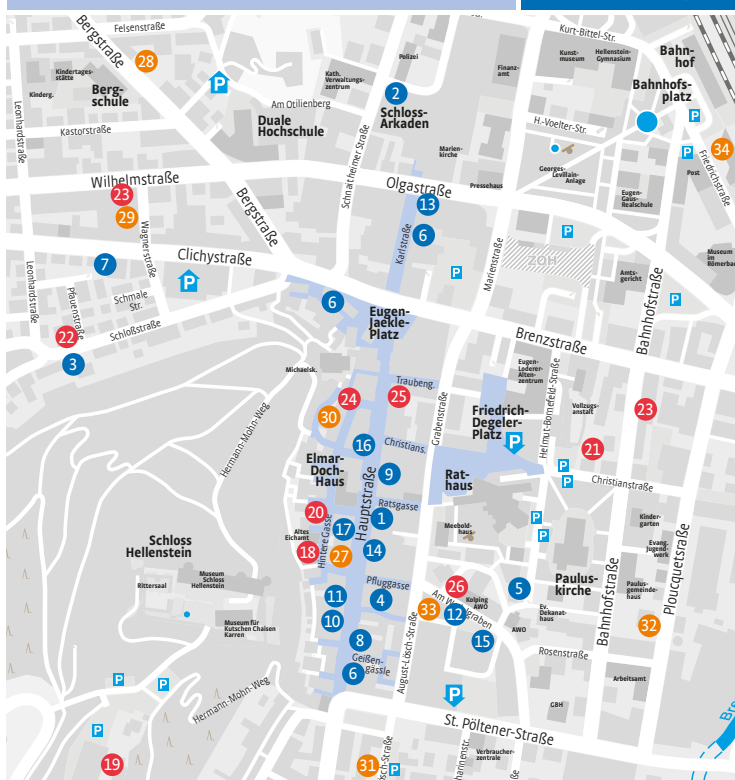 Felsenstraße
Bergstraße
28
Kindertages-
stätte
Kinderg.
Berg-
schule
Leonhardstraße
Kastorstraße
P
Am Ottilienberg
Duale
Hochschule
Kath.
Verwaltungs-
zentrum
Polizei
2
Schloss-
Arkaden
Schnaitheimer Straße
Finanz-
amt
Kurt-Bittel-Str.
Kunst-
museum
Hellenstein-
Gymnasium
Bahn-
hof
Bahnhofs-
platz
P
H.-Voelter-Str.
Marien-
kirche
Georges-
Levillain-
Anlage
P
34
Post
Friedrichstraße
Wilhelmstraße
23
29
Wagnerstraße
Bergstraße
Olgastraße
Pressehaus
13
6
Karlstraße
Marienstraße
Eugen-
Gaus-
Realschule
P
ZOH
Museum
im
Römerbad
Amts-
gericht
Clichystraße
7
P
P
P
Leonhardstraße
Pfauenstraße
Schmale
Str.
Schloßstraße
22
3
6
Eugen-
Jaekle-
Platz
Brenzstraße
Bahnhofstraße
Michaelsk.
Traubeng.
24
25
30
Grabenstraße
Eugen-
Loderer-
Alten-
zentrum
Helmut-Bornefeld-Straße
Vollzugs-
anstalt
23
Friedrich-
Degeler-
Platz
P
21
Hermann-Mohn-Weg
16
Christians.
Elmar-
Doch-
Haus
9
Hauptstraße
Rat-
haus
P
P
Christianstraße
Ratsgasse
20
1
17
Hintere Gasse
Altes
Eichamt
18
27
14
Meebold-
haus
P
P
Kinder-
garten
Evang.
Jugend-
werk
Schloss
Hellenstein
Rittersaal
Museum
Schloss
Hellenstein
Museum für
Kutschen Chaisen
Karren
Pfluggasse
11
4
10
26
Kolping
AWO
Am Wedelgraben
33
12
15
5
Paulus-
kirche
Ev.
Dekanat-
haus
AWO
Paulus-
gemeinde-
haus
32
Ploucquetstraße
Bahnhofstraße
8
Geißen-
gässle
6
August-Lösch-Straße
Rosenstraße
Arbeitsamt
GBH
P
P
Hermann-Mohn-Weg
P
St. Pöltener-Straße
P
19
31
P
Verbraucher-
zentrale